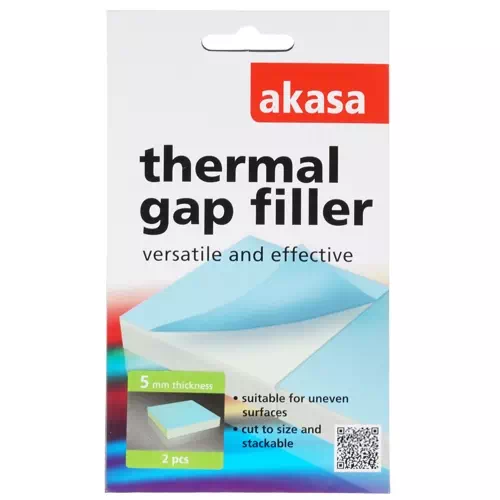 akasa
thermal
gap filler
versatile and effective
5 mm thickness
2 pcs
• suitable for uneven
surfaces
• cut to size and
stackable